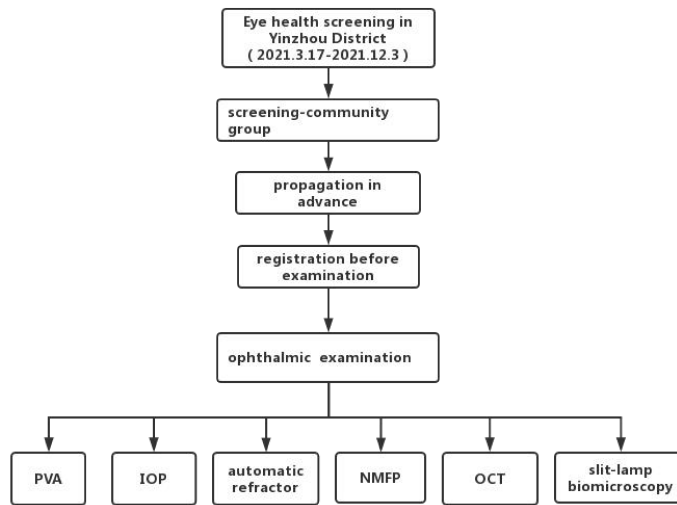 Eye health screening in
Yinzhou District
( 2021.3.17-2021.12.3 )
screening-community
group
propagation in
advance
registration before
examination
ophthalmic examination
PVA
IOP
automatic
refractor
NMFP
OCT
slit-lamp
biomicroscopy